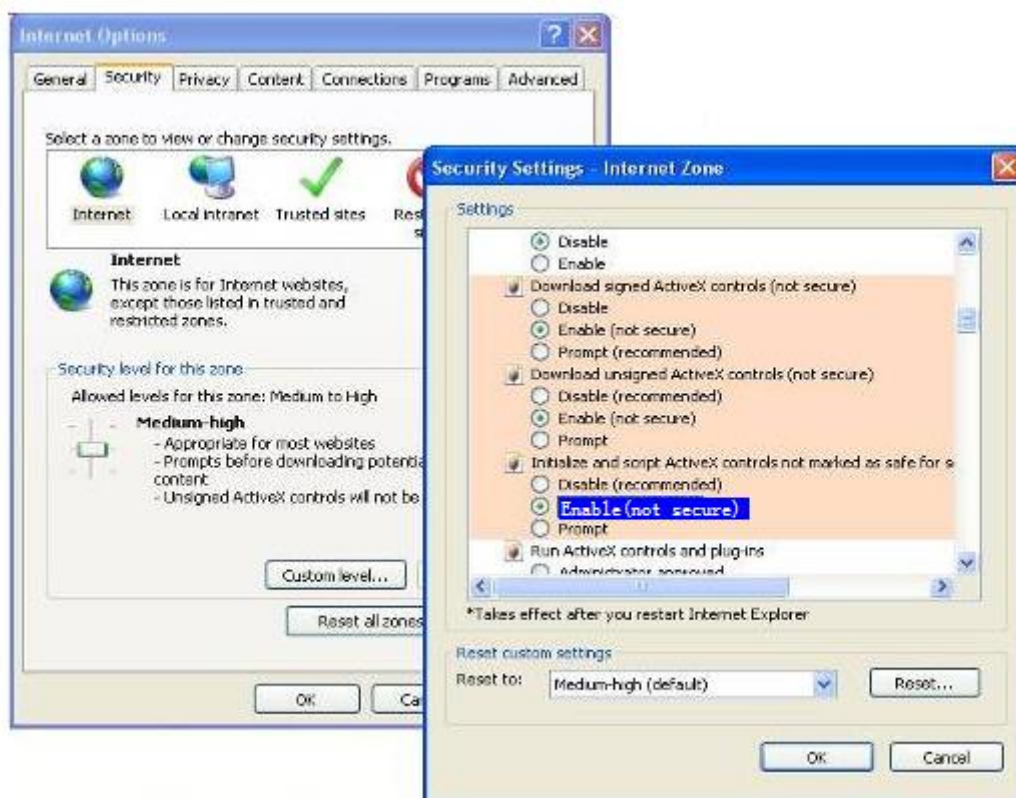 Internet Options
General Security Privacy Content Connections Programs Advanced
Select a zone to view or change security settings.
Internet Local intranet Trusted sites
Internet
This zone is for Internet websites,
except those listed in trusted and
restricted zones.
Security level for this zone
Allowed levels for this zone: Medium to High
Medium-high
- Appropriate for most websites
- Prompts before downloading
content
- Unsigned ActiveX controls will not be
Custom level...
Reset all zones
OK
Security Settings - Internet Zone
Settings
Disable
Enable
Download signed ActiveX controls (not secure)
Disable
Enable (not secure)
Prompt (recommended)
Download unsigned ActiveX controls (not secure)
Disable (recommended)
Enable (not secure)
Prompt
Initialize and script ActiveX controls not marked as safe for s
Disable (recommended)
Enable(not secure)
Prompt
Run ActiveX controls and plug-ins
Administrator approved
*Takes effect after you restart Internet Explorer
Reset custom settings
Reset to: Medium-high (default) Reset...
OK Cancel